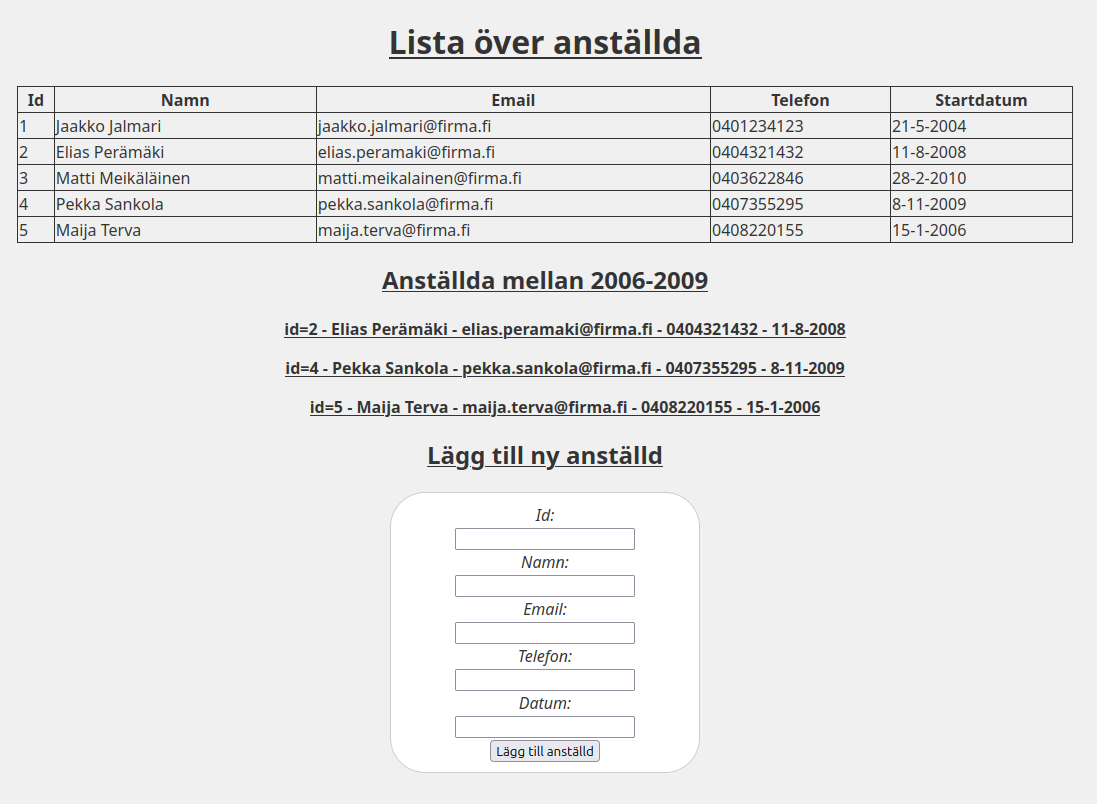 Lista över anställda
Id Namn Email Telefon Startdatum
1 Jaakko Jalmari jaakko.jalmari@firma.fi 0401234123 21-5-2004
2 Elias Perämäki elias.peramaki@firma.fi 0404321432 11-8-2008
3 Matti Meikäläinen matti.meikalainen@firma.fi 0403622846 28-2-2010
4 Pekka Sankola pekka.sankola@firma.fi 0407355295 8-11-2009
5 Maija Terva maija.terva@firma.fi 0408220155 15-1-2006
Anställda mellan 2006-2009
id=2 - Elias Perämäki - elias.peramaki@firma.fi - 0404321432 - 11-8-2008
id=4 - Pekka Sankola - pekka.sankola@firma.fi - 0407355295 - 8-11-2009
id=5 - Maija Terva - maija.terva@firma.fi - 0408220155 - 15-1-2006
Lägg till ny anställd
Id:
Namn:
Email:
Telefon:
Datum:
Lägg till anställd